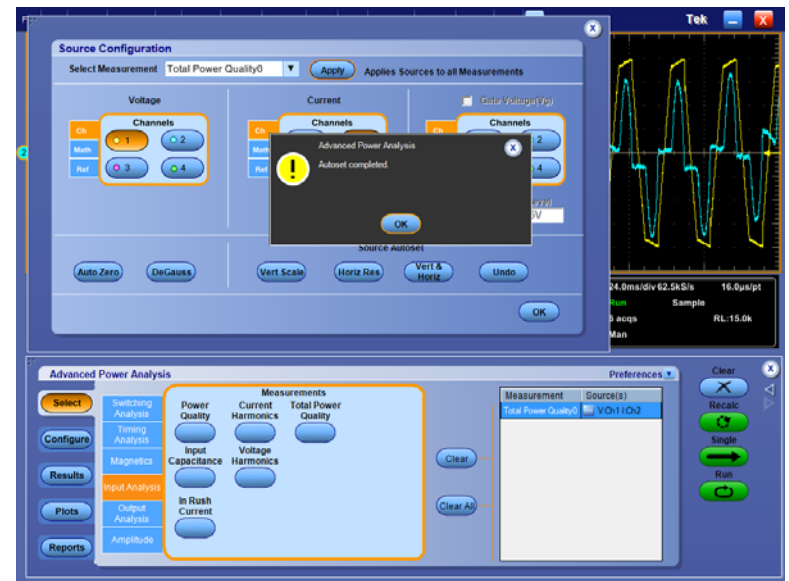 Tek
x
Source Configuration
Select Measurement Total Power Quality0 Apply Applies Sources to all Measurements
Voltage
Current
Gate Voltage(Vg)
Channels
Channels
Channels
Ch
Ch
Ch
1
2
2
Math
Math
Ref
Ref
3
4
4
x
Advanced Power Analysis
!
Autoset completed.
OK
5V
Source Autoset
Auto Zero
DeGauss
Vert Scale
Horiz Res
Vert &
Horiz
Undo
OK
2
24.0ms/div 62.5kS/s 16.0µs/pt
Run Sample
acqs RL:15.0k
Man
Advanced Power Analysis
Preferences
Select
Configure
Results
Plots
Reports
Switching
Analysis
Timing
Analysis
Magnetics
Input Analysis
Output
Analysis
Amplitude
Measurements
Power
Quality
Current
Harmonics
Total Power
Quality
Input
Capacitance
Voltage
Harmonics
In Rush
Current
Clear
Clear All
Measurement Source(s)
Total Power Quality0 V:Ch1 I:Ch2
Clear
Recalc
Single
Run
x